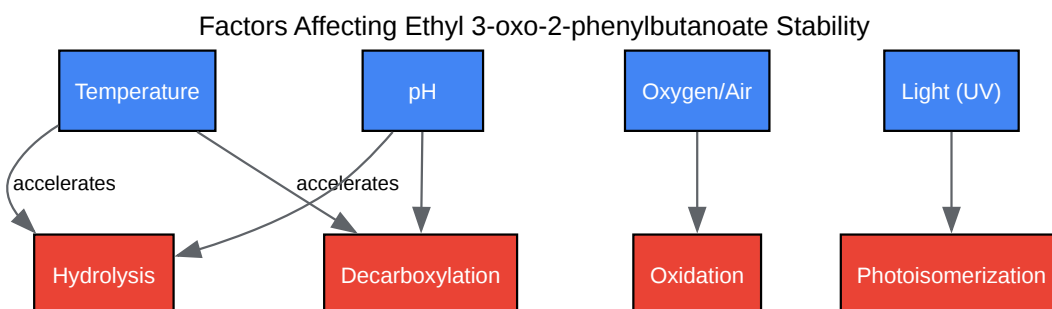 Factors Affecting Ethyl 3-oxo-2-phenylbutanoate Stability
Temperature
pH
Oxygen/Air
Light (UV)
accelerates
accelerates
Hydrolysis
Decarboxylation
Oxidation
Photoisomerization